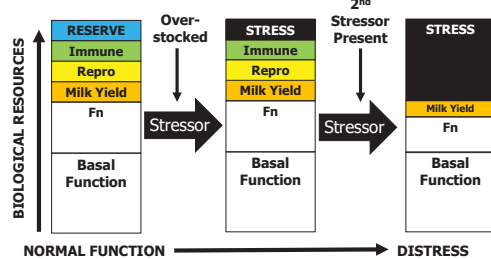 BIOLOGICAL RESOURCES
RESERVE
Immune
Repro
Milk Yield
Fn
Basal
Function
Over-
stocked
Stressor
STRESS
Immune
Repro
Milk Yield
Fn
Basal
Function
2nd
Stressor
Present
Stressor
STRESS
Milk Yield
Fn
Basal
Function
NORMAL FUNCTION
DISTRESS